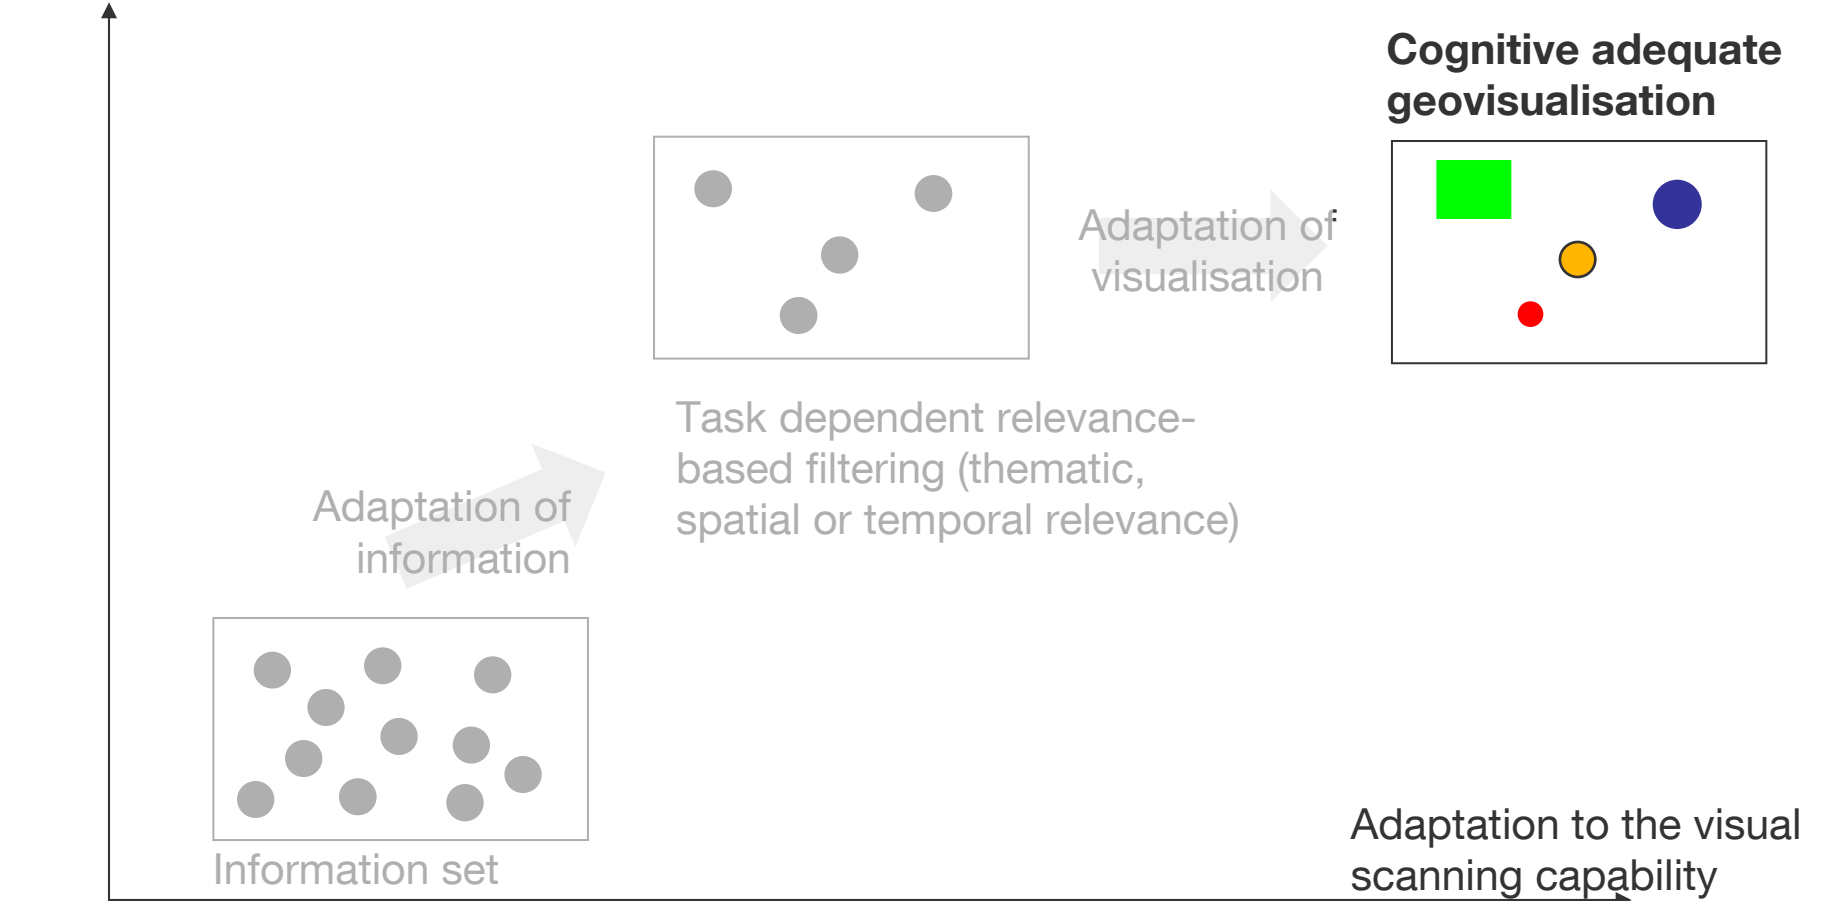 Cognitive adequate
geovisualisation
Adaptation of
visualisation
Task dependent relevance-
based filtering (thematic,
spatial or temporal relevance)
Adaptation of
information
Information set
Adaptation to the visual
scanning capability